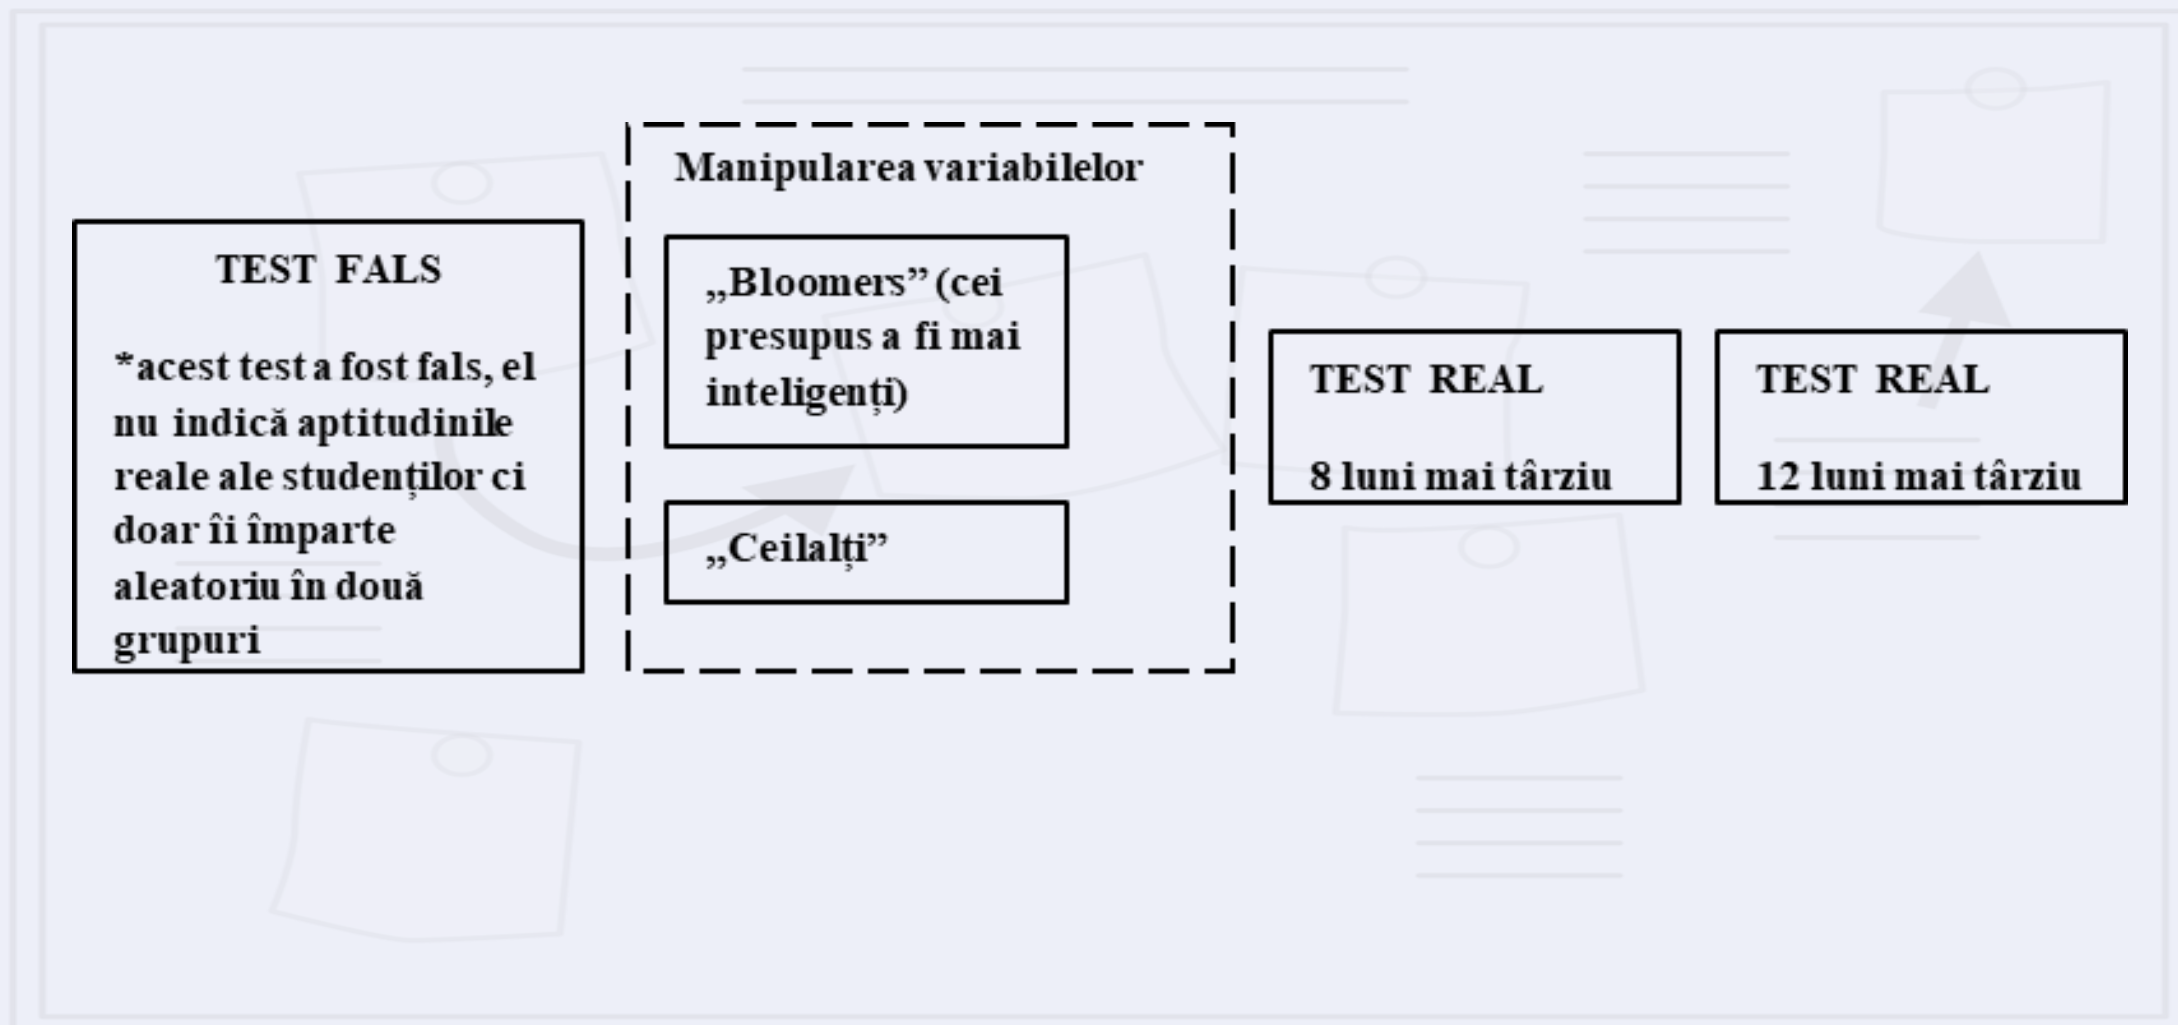 TEST FALS
*acest test a fost fals, el
nu indică aptitudinile
reale ale studenților ci
doar îi împarte
aleatoriu în două
grupuri
Manipularea variabilelor
„Bloomers” (cei
presupus a fi mai
inteligenți)
„Ceilalți”
TEST REAL
8 luni mai târziu
TEST REAL
12 luni mai târziu